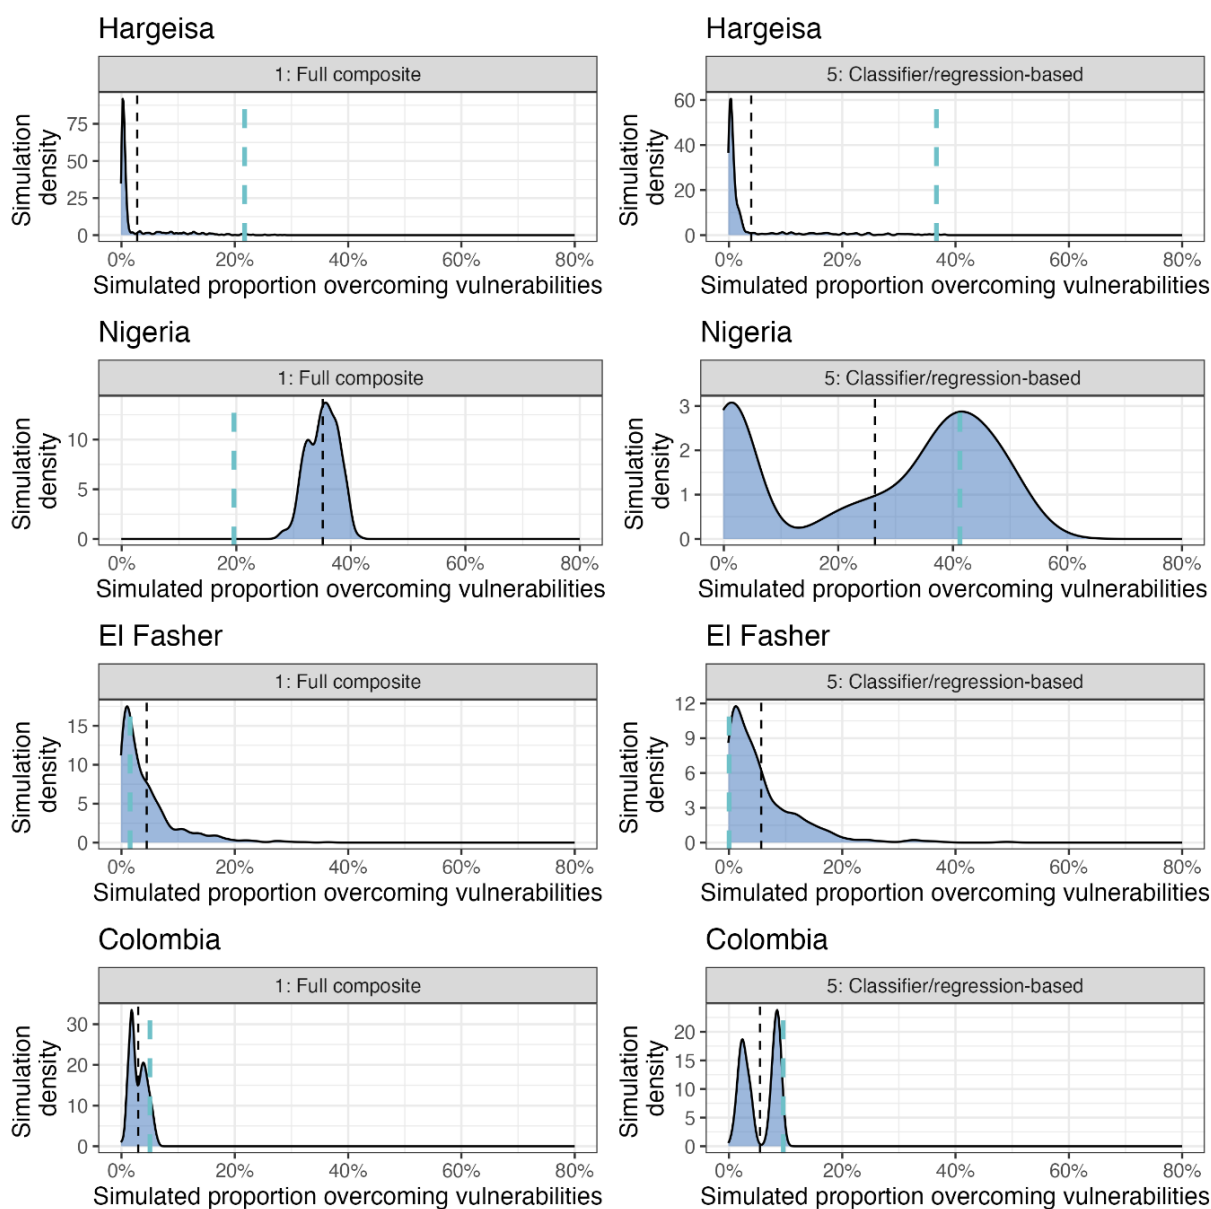 Hargeisa
1: Full composite
Simulation
density
75
50
25
0
0% 20% 40% 60% 80%
Simulated proportion overcoming vulnerabilities
Hargeisa
5: Classifier/regression-based
Simulation
density
60
40
20
0
0% 20% 40% 60% 80%
Simulated proportion overcoming vulnerabilities
Nigeria
1: Full composite
Simulation
density
10
5
0
0% 20% 40% 60% 80%
Simulated proportion overcoming vulnerabilities
Nigeria
5: Classifier/regression-based
Simulation
density
3
2
1
0
0% 20% 40% 60% 80%
Simulated proportion overcoming vulnerabilities
El Fasher
1: Full composite
Simulation
density
15
10
5
0
0% 20% 40% 60% 80%
Simulated proportion overcoming vulnerabilities
El Fasher
5: Classifier/regression-based
Simulation
density
12
9
6
3
0
0% 20% 40% 60% 80%
Simulated proportion overcoming vulnerabilities
Colombia
1: Full composite
Simulation
density
30
20
10
0
0% 20% 40% 60% 80%
Simulated proportion overcoming vulnerabilities
Colombia
5: Classifier/regression-based
Simulation
density
20
15
10
5
0
0% 20% 40% 60% 80%
Simulated proportion overcoming vulnerabilities